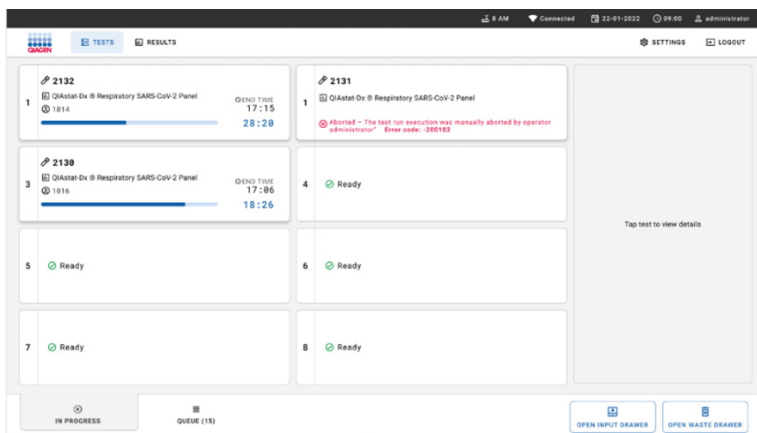 8 AM Connected 22-01-2022 09:00 administrator
QIAGEN TESTS RESULTS SETTINGS LOGOUT
1
2132
QIAstat-Dx ® Respiratory SARS-CoV-2 Panel
1014
END TIME
17:15
28:20
1
2131
QIAstat-Dx ® Respiratory SARS-CoV-2 Panel
Aborted – The test run execution was manually aborted by operator
administrator" Error code: -200102
3
2130
QIAstat-Dx ® Respiratory SARS-CoV-2 Panel
1016
END TIME
17:06
18:26
4 Ready
Tap test to view details
5 Ready
6 Ready
7 Ready
8 Ready
IN PROGRESS
QUEUE (15)
OPEN INPUT DRAWER
OPEN WASTE DRAWER